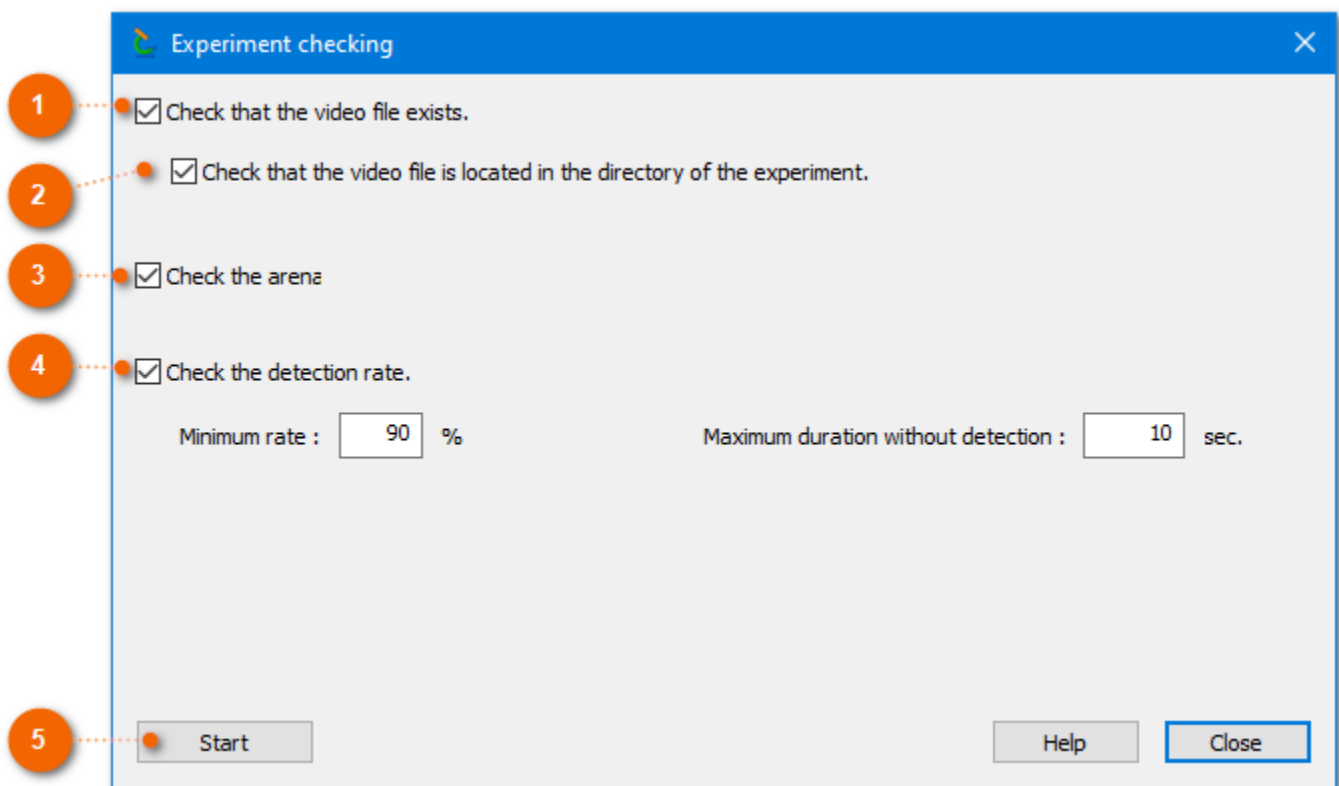 Experiment checking
1
Check that the video file exists.
2
Check that the video file is located in the directory of the experiment.
3
Check the arena
4
Check the detection rate.
Minimum rate : 90 % Maximum duration without detection : 10 sec.
5
Start Help Close